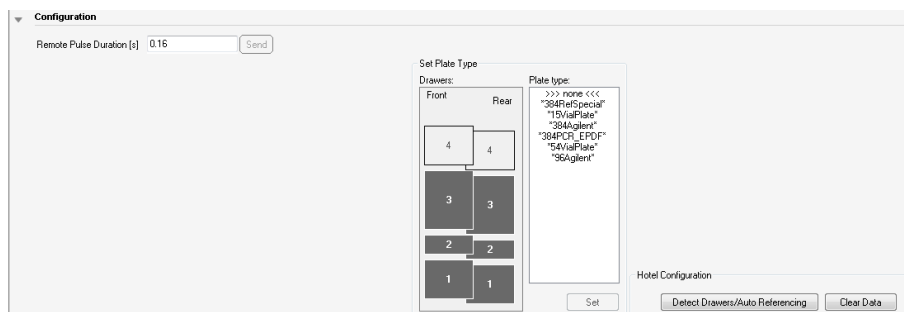 Configuration
Remote Pulse Duration [s] 0.16 Send
Set Plate Type
Drawers: Plate type:
Front Rear
>>> none <<<
"384RefSpecial"
"15VialPlate"
"384Agilent"
"384PCR_EPDF"
"54VialPlate"
"96Agilent"
4 4
3 3
2 2
1 1
Hotel Configuration
Set Detect Drawers/Auto Referencing Clear Data